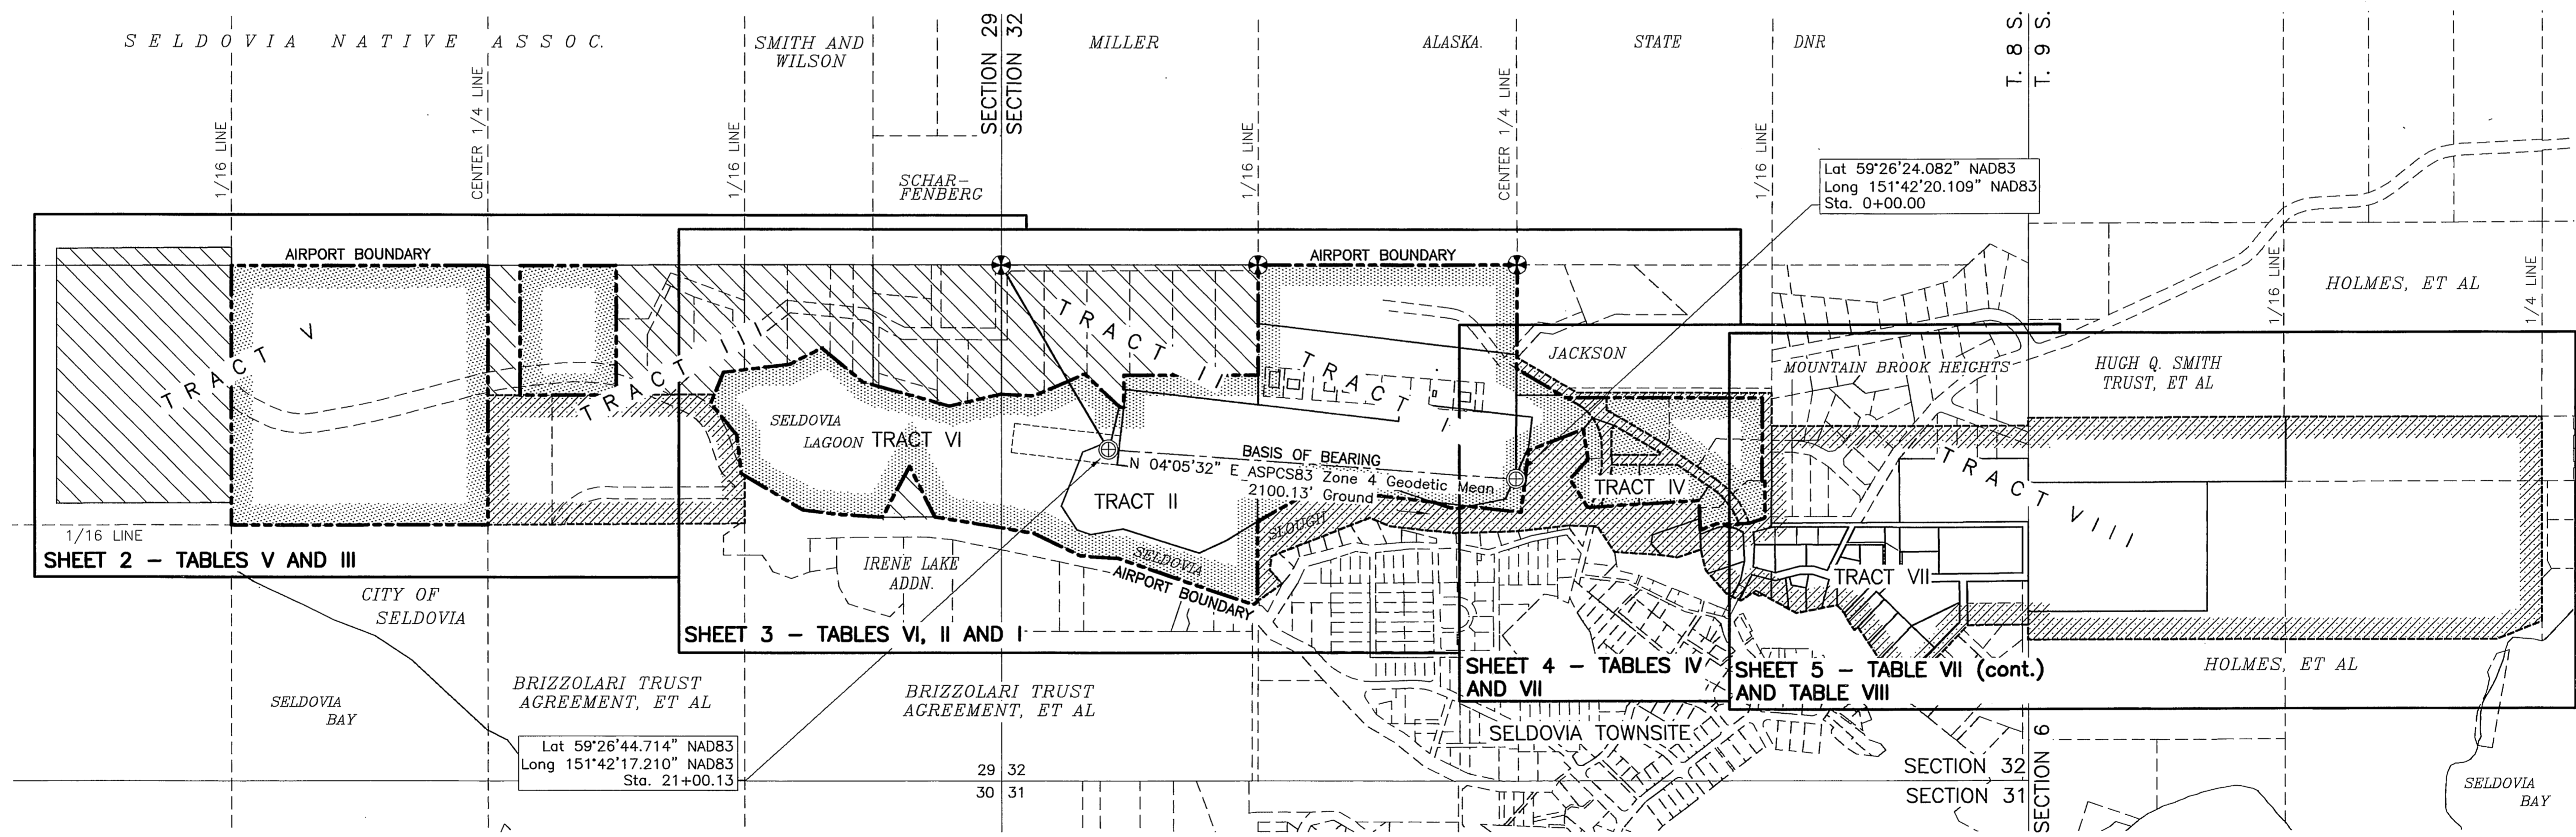 SELDOVIA NATIVE ASSOC.
SMITH AND
WILSON
SECTION 29
SECTION 32
MILLER
ALASKA.
STATE
DNR
T. 8 S.
T. 9 S.
1/16 LINE
CENTER 1/4 LINE
1/16 LINE
SCHAR-
FENBERG
1/16 LINE
CENTER 1/4 LINE
1/16 LINE
Lat 59°26'24.082" NAD83
Long 151°42'20.109" NAD83
Sta. 0+00.00
1/16 LINE
1/4 LINE
HOLMES, ET AL
AIRPORT BOUNDARY
AIRPORT BOUNDARY
TRACT V
TRACT III
TRACT II
TRACT I
JACKSON
MOUNTAIN BROOK HEIGHTS
HUGH Q. SMITH
TRUST, ET AL
SELDOVIA
LAGOON
TRACT VI
BASIS OF BEARING
N 04°05'32" E ASPCS83 Zone 4 Geodetic Mean
2100.13' Ground
TRACT II
TRACT IV
TRACT VIII
SLOUGH
SELDOVIA
AIRPORT BOUNDARY
1/16 LINE
SHEET 2 – TABLES V AND III
IRENE LAKE
ADDN.
TRACT VII
CITY OF
SELDOVIA
SHEET 3 – TABLES VI, II AND I
SHEET 4 – TABLES IV
AND VII
SHEET 5 – TABLE VII (cont.)
AND TABLE VIII
HOLMES, ET AL
SELDOVIA
BAY
BRIZZOLARI TRUST
AGREEMENT, ET AL
BRIZZOLARI TRUST
AGREEMENT, ET AL
SELDOVIA TOWNSITE
Lat 59°26'44.714" NAD83
Long 151°42'17.210" NAD83
Sta. 21+00.13
29 32
30 31
SECTION 32
SECTION 31
SECTION 6
SELDOVIA
BAY